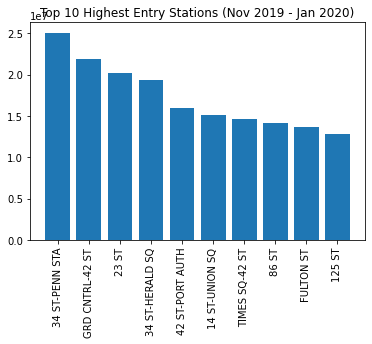 Top 10 Highest Entry Stations (Nov 2019 - Jan 2020)
1e7
2.5
2.0
1.5
1.0
0.5
0.0
34 ST-PENN STA
GRD CNTRL-42 ST
23 ST
34 ST-HERALD SQ
42 ST-PORT AUTH
14 ST-UNION SQ
TIMES SQ-42 ST
86 ST
FULTON ST
125 ST